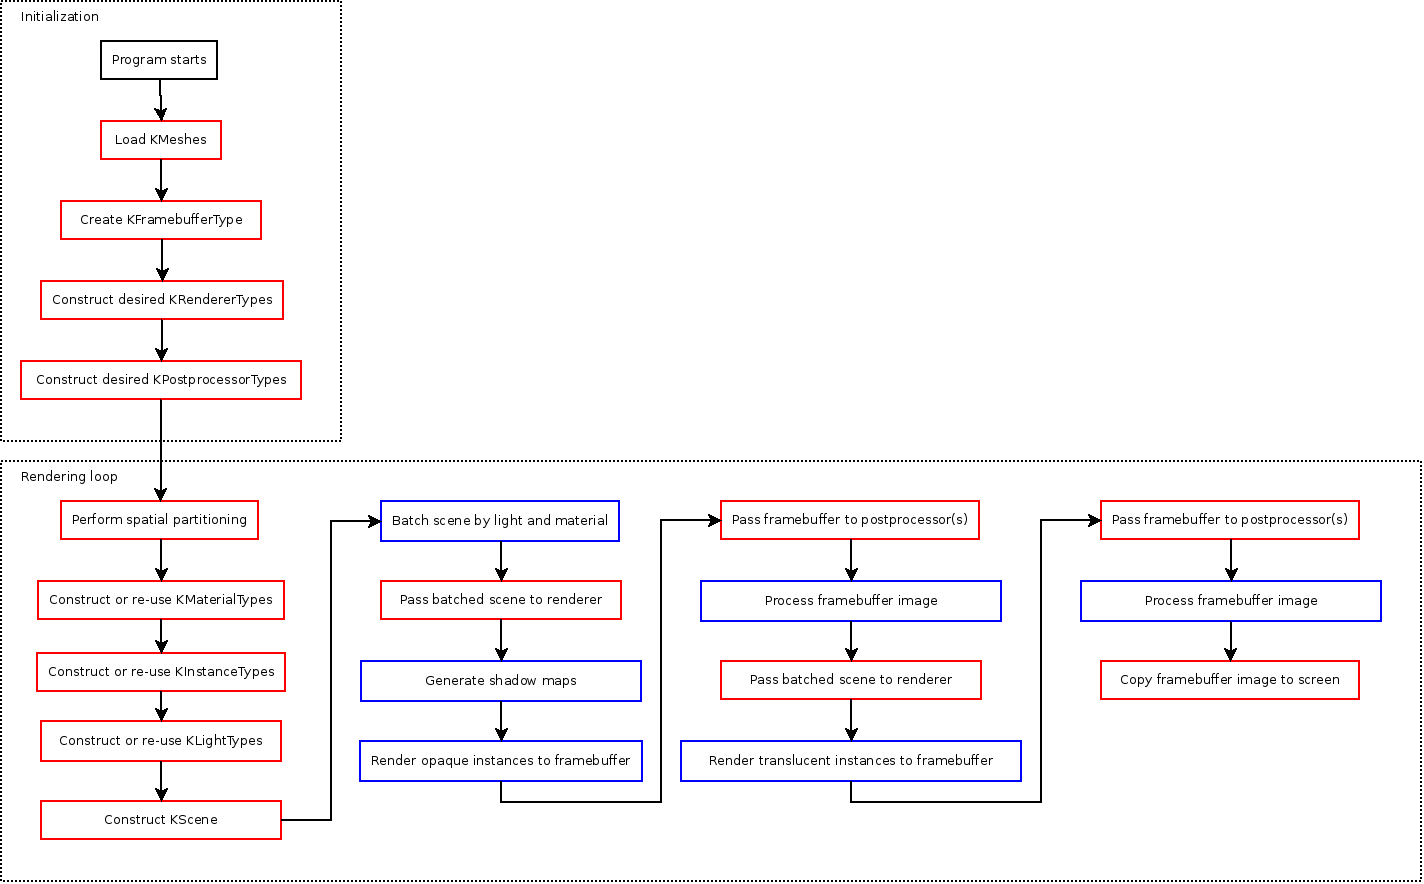 Initialization
Program starts
Load KMeshes
Create KFramebufferType
Construct desired KRendererTypes
Construct desired KPostprocessorTypes
Rendering loop
Perform spatial partitioning
Construct or re-use KMaterialTypes
Construct or re-use KInstanceTypes
Construct or re-use KLightTypes
Construct KScene
Batch scene by light and material
Pass batched scene to renderer
Generate shadow maps
Render opaque instances to framebuffer
Pass framebuffer to postprocessor(s)
Process framebuffer image
Pass batched scene to renderer
Render translucent instances to framebuffer
Pass framebuffer to postprocessor(s)
Process framebuffer image
Copy framebuffer image to screen